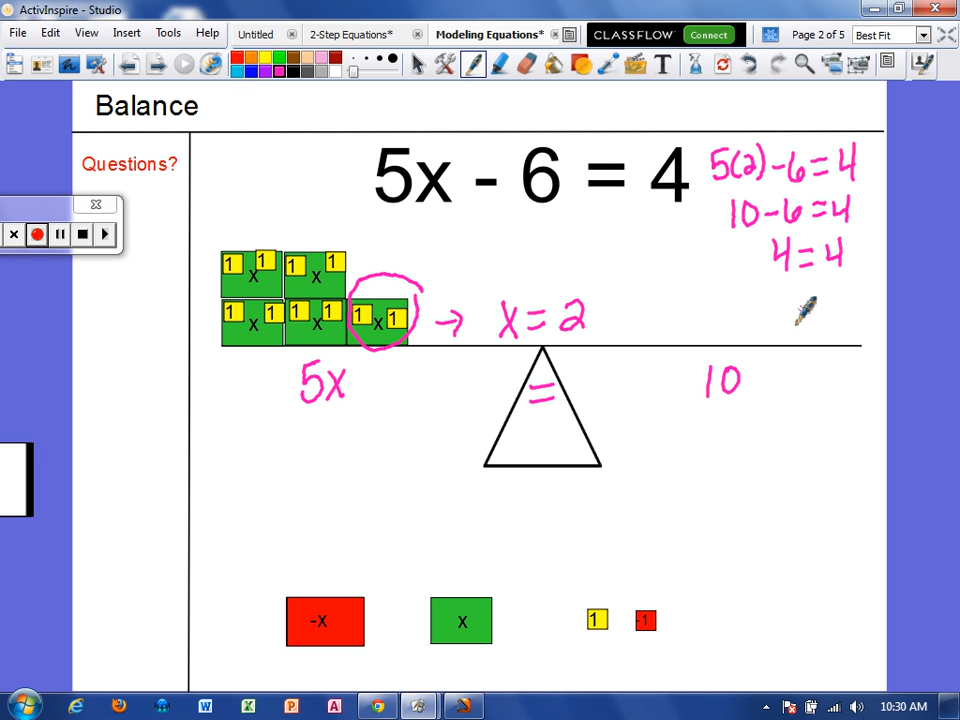 ActivInspire - Studio
File Edit View Insert Tools Help
Untitled 2-Step Equations* Modeling Equations* CLASSFLOW Connect Page 2 of 5 Best Fit
T
Balance
Questions?
5x - 6 = 4
5(2) - 6 = 4
10 - 6 = 4
4 = 4
1 x 1 1 x 1
1 x 1 1 x 1 1 x 1 → x = 2
5x = 10
-x x 1 -1
10:30 AM